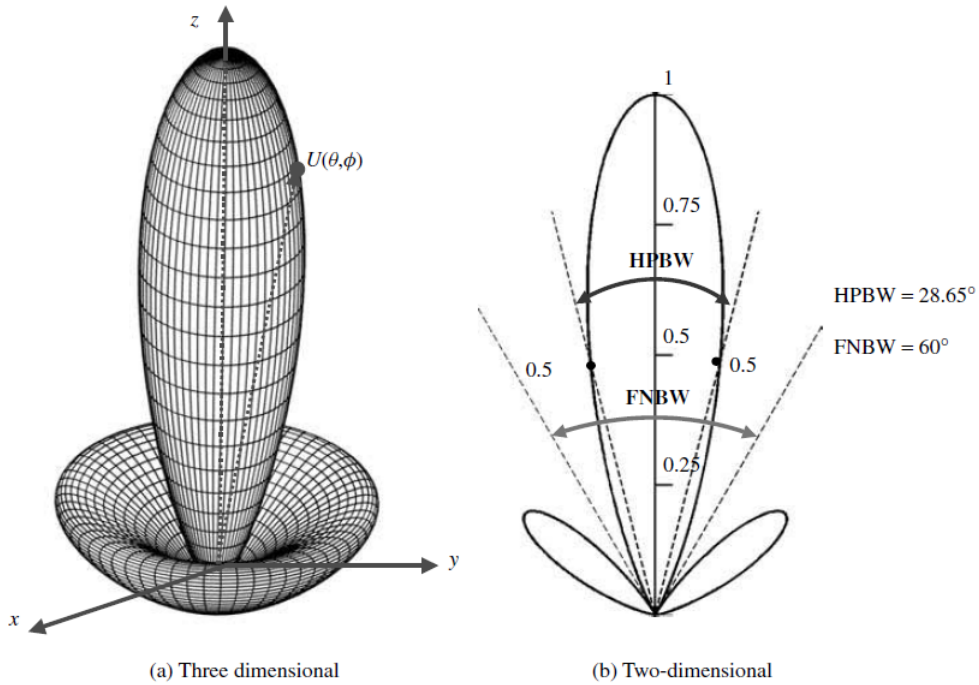 z
U(θ,ϕ)
y
x
(a) Three dimensional
1
0.75
HPBW
HPBW = 28.65°
0.5
FNBW = 60°
0.5
0.5
FNBW
0.25
(b) Two-dimensional